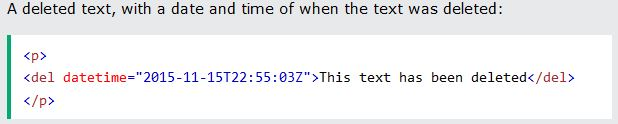 A deleted text, with a date and time of when the text was deleted:
<p>
<del datetime="2015-11-15T22:55:03Z">This text has been deleted</del>
</p>